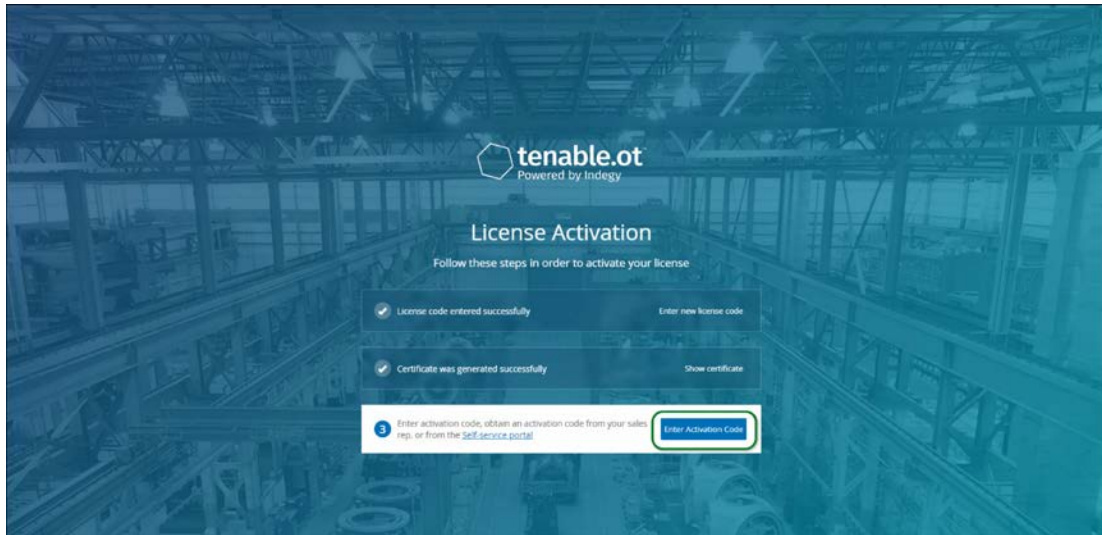 tenable.ot
Powered by Indegy
License Activation
Follow these steps in order to activate your license
License code entered successfully
Enter new license code
Certificate was generated successfully
Show certificate
3
Enter activation code, obtain an activation code from your sales
rep, or from the Self-service portal
Enter Activation Code